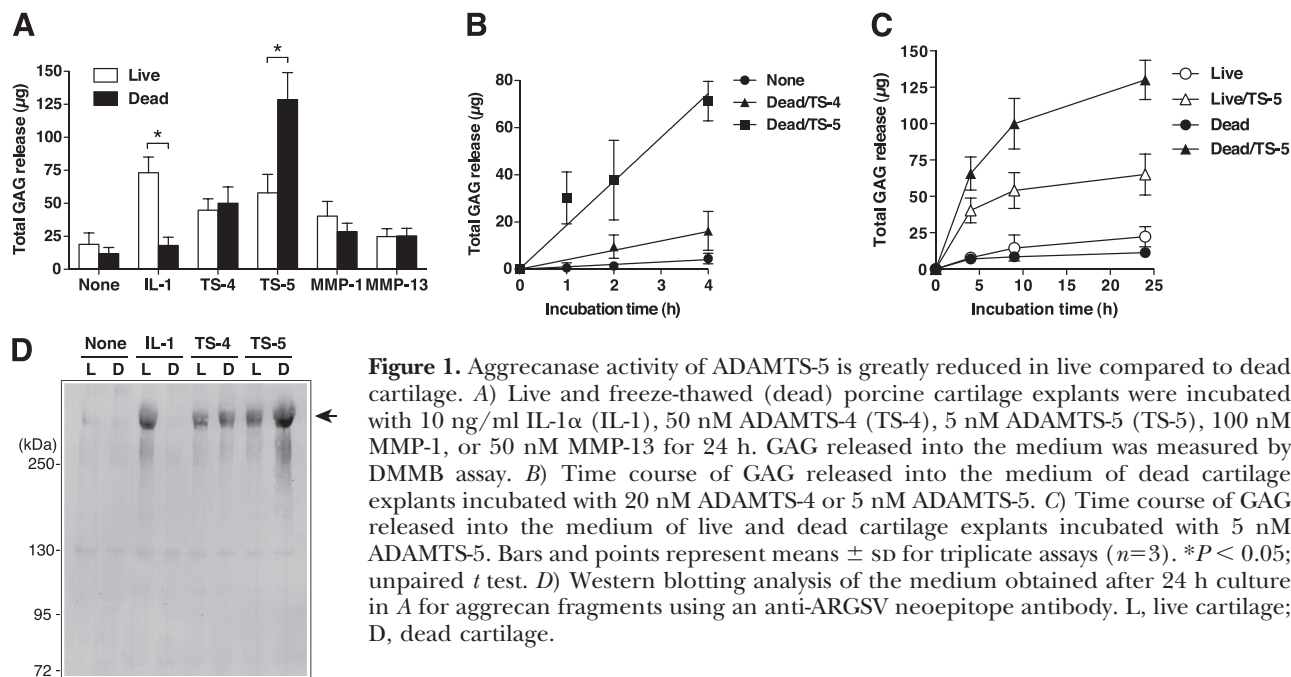 A
Total GAG release (µg)
150
125
100
75
50
25
0
Live
Dead
*
*
None IL-1 TS-4 TS-5 MMP-1 MMP-13
B
Total GAG release (µg)
80
60
40
20
0
0 1 2 3 4
Incubation time (h)
None
Dead/TS-4
Dead/TS-5
C
Total GAG release (µg)
150
125
100
75
50
25
0
0 5 10 15 20 25
Incubation time (h)
Live
Live/TS-5
Dead
Dead/TS-5
D
None IL-1 TS-4 TS-5
L D L D L D L D
(kDa)
250-
130-
95-
72-
Figure 1. Aggrecanase activity of ADAMTS-5 is greatly reduced in live compared to dead
cartilage. A) Live and freeze-thawed (dead) porcine cartilage explants were incubated
with 10 ng/ml IL-1α (IL-1), 50 nM ADAMTS-4 (TS-4), 5 nM ADAMTS-5 (TS-5), 100 nM
MMP-1, or 50 nM MMP-13 for 24 h. GAG released into the medium was measured by
DMMB assay. B) Time course of GAG released into the medium of dead cartilage
explants incubated with 20 nM ADAMTS-4 or 5 nM ADAMTS-5. C) Time course of GAG
released into the medium of live and dead cartilage explants incubated with 5 nM
ADAMTS-5. Bars and points represent means ± SD for triplicate assays (n=3). *P < 0.05;
unpaired t test. D) Western blotting analysis of the medium obtained after 24 h culture
in A for aggrecan fragments using an anti-ARGSV neoepitope antibody. L, live cartilage;
D, dead cartilage.